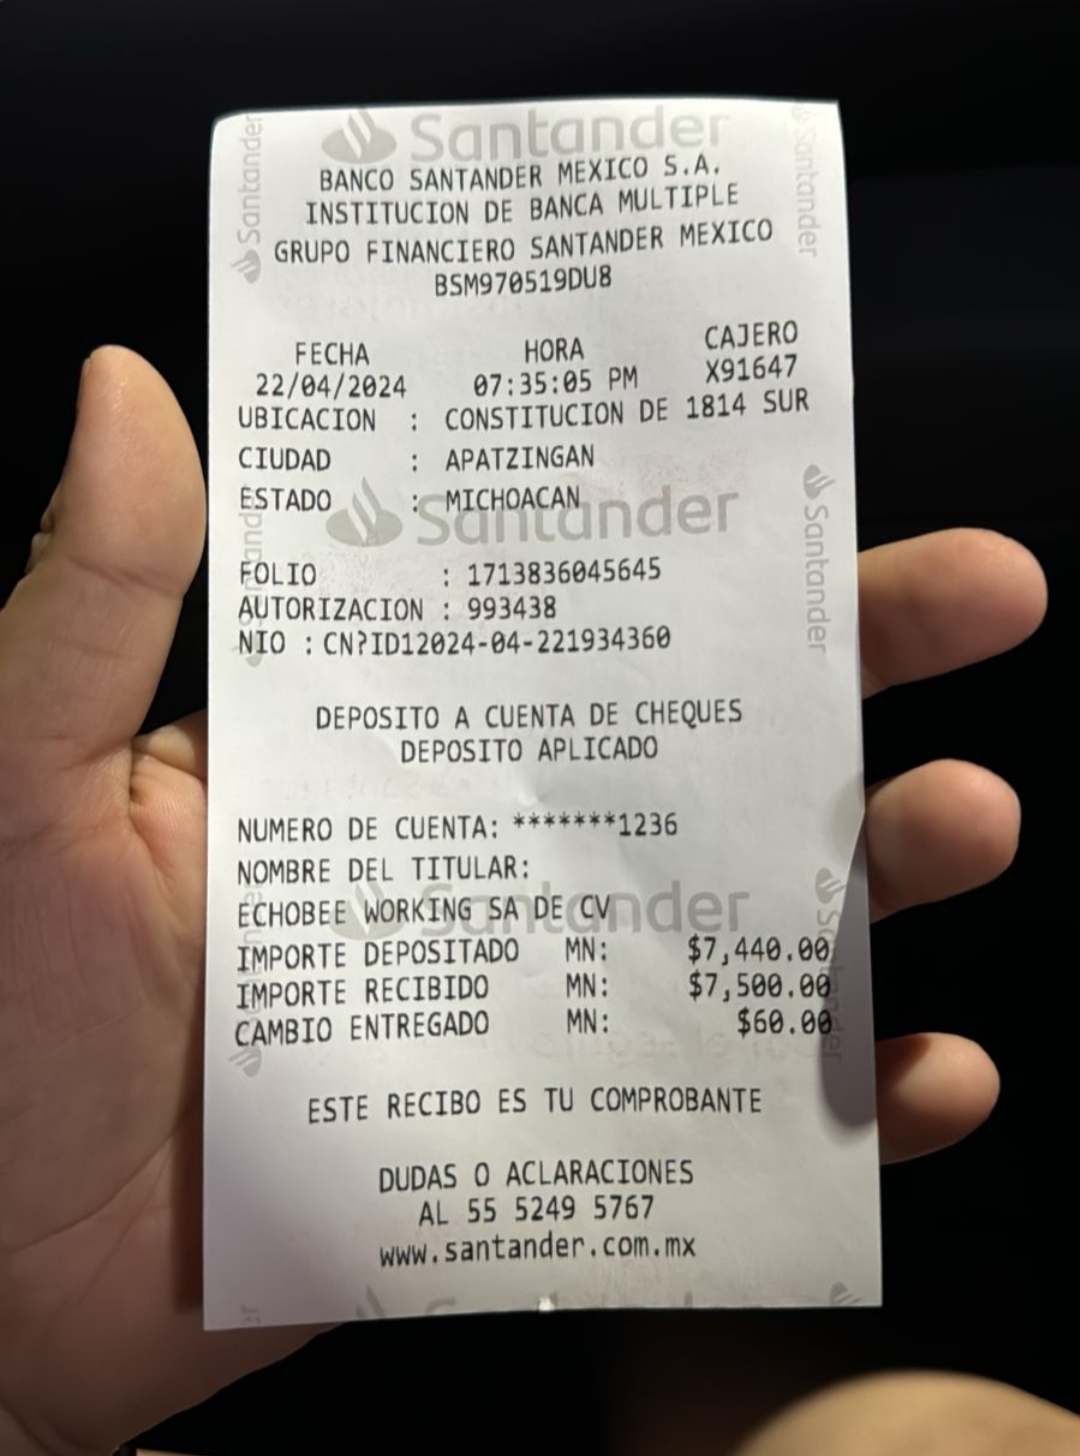 Santander
BANCO SANTANDER MEXICO S.A.
INSTITUCION DE BANCA MULTIPLE
GRUPO FINANCIERO SANTANDER MEXICO
BSM970519DU8
FECHA HORA CAJERO
22/04/2024 07:35:05 PM X91647
UBICACION : CONSTITUCION DE 1814 SUR
CIUDAD : APATZINGAN
ESTADO : MICHOACAN
Santander
FOLIO : 1713836045645
AUTORIZACION : 993438
NIO : CN?ID12024-04-221934360
DEPOSITO A CUENTA DE CHEQUES
DEPOSITO APLICADO
NUMERO DE CUENTA: *******1236
NOMBRE DEL TITULAR:
ECHOBEE WORKING SA DE CV
Santander
IMPORTE DEPOSITADO MN: $7,440.00
IMPORTE RECIBIDO MN: $7,500.00
CAMBIO ENTREGADO MN: $60.00
ESTE RECIBO ES TU COMPROBANTE
DUDAS O ACLARACIONES
AL 55 5249 5767
www.santander.com.mx
Santander
Santander
Santander